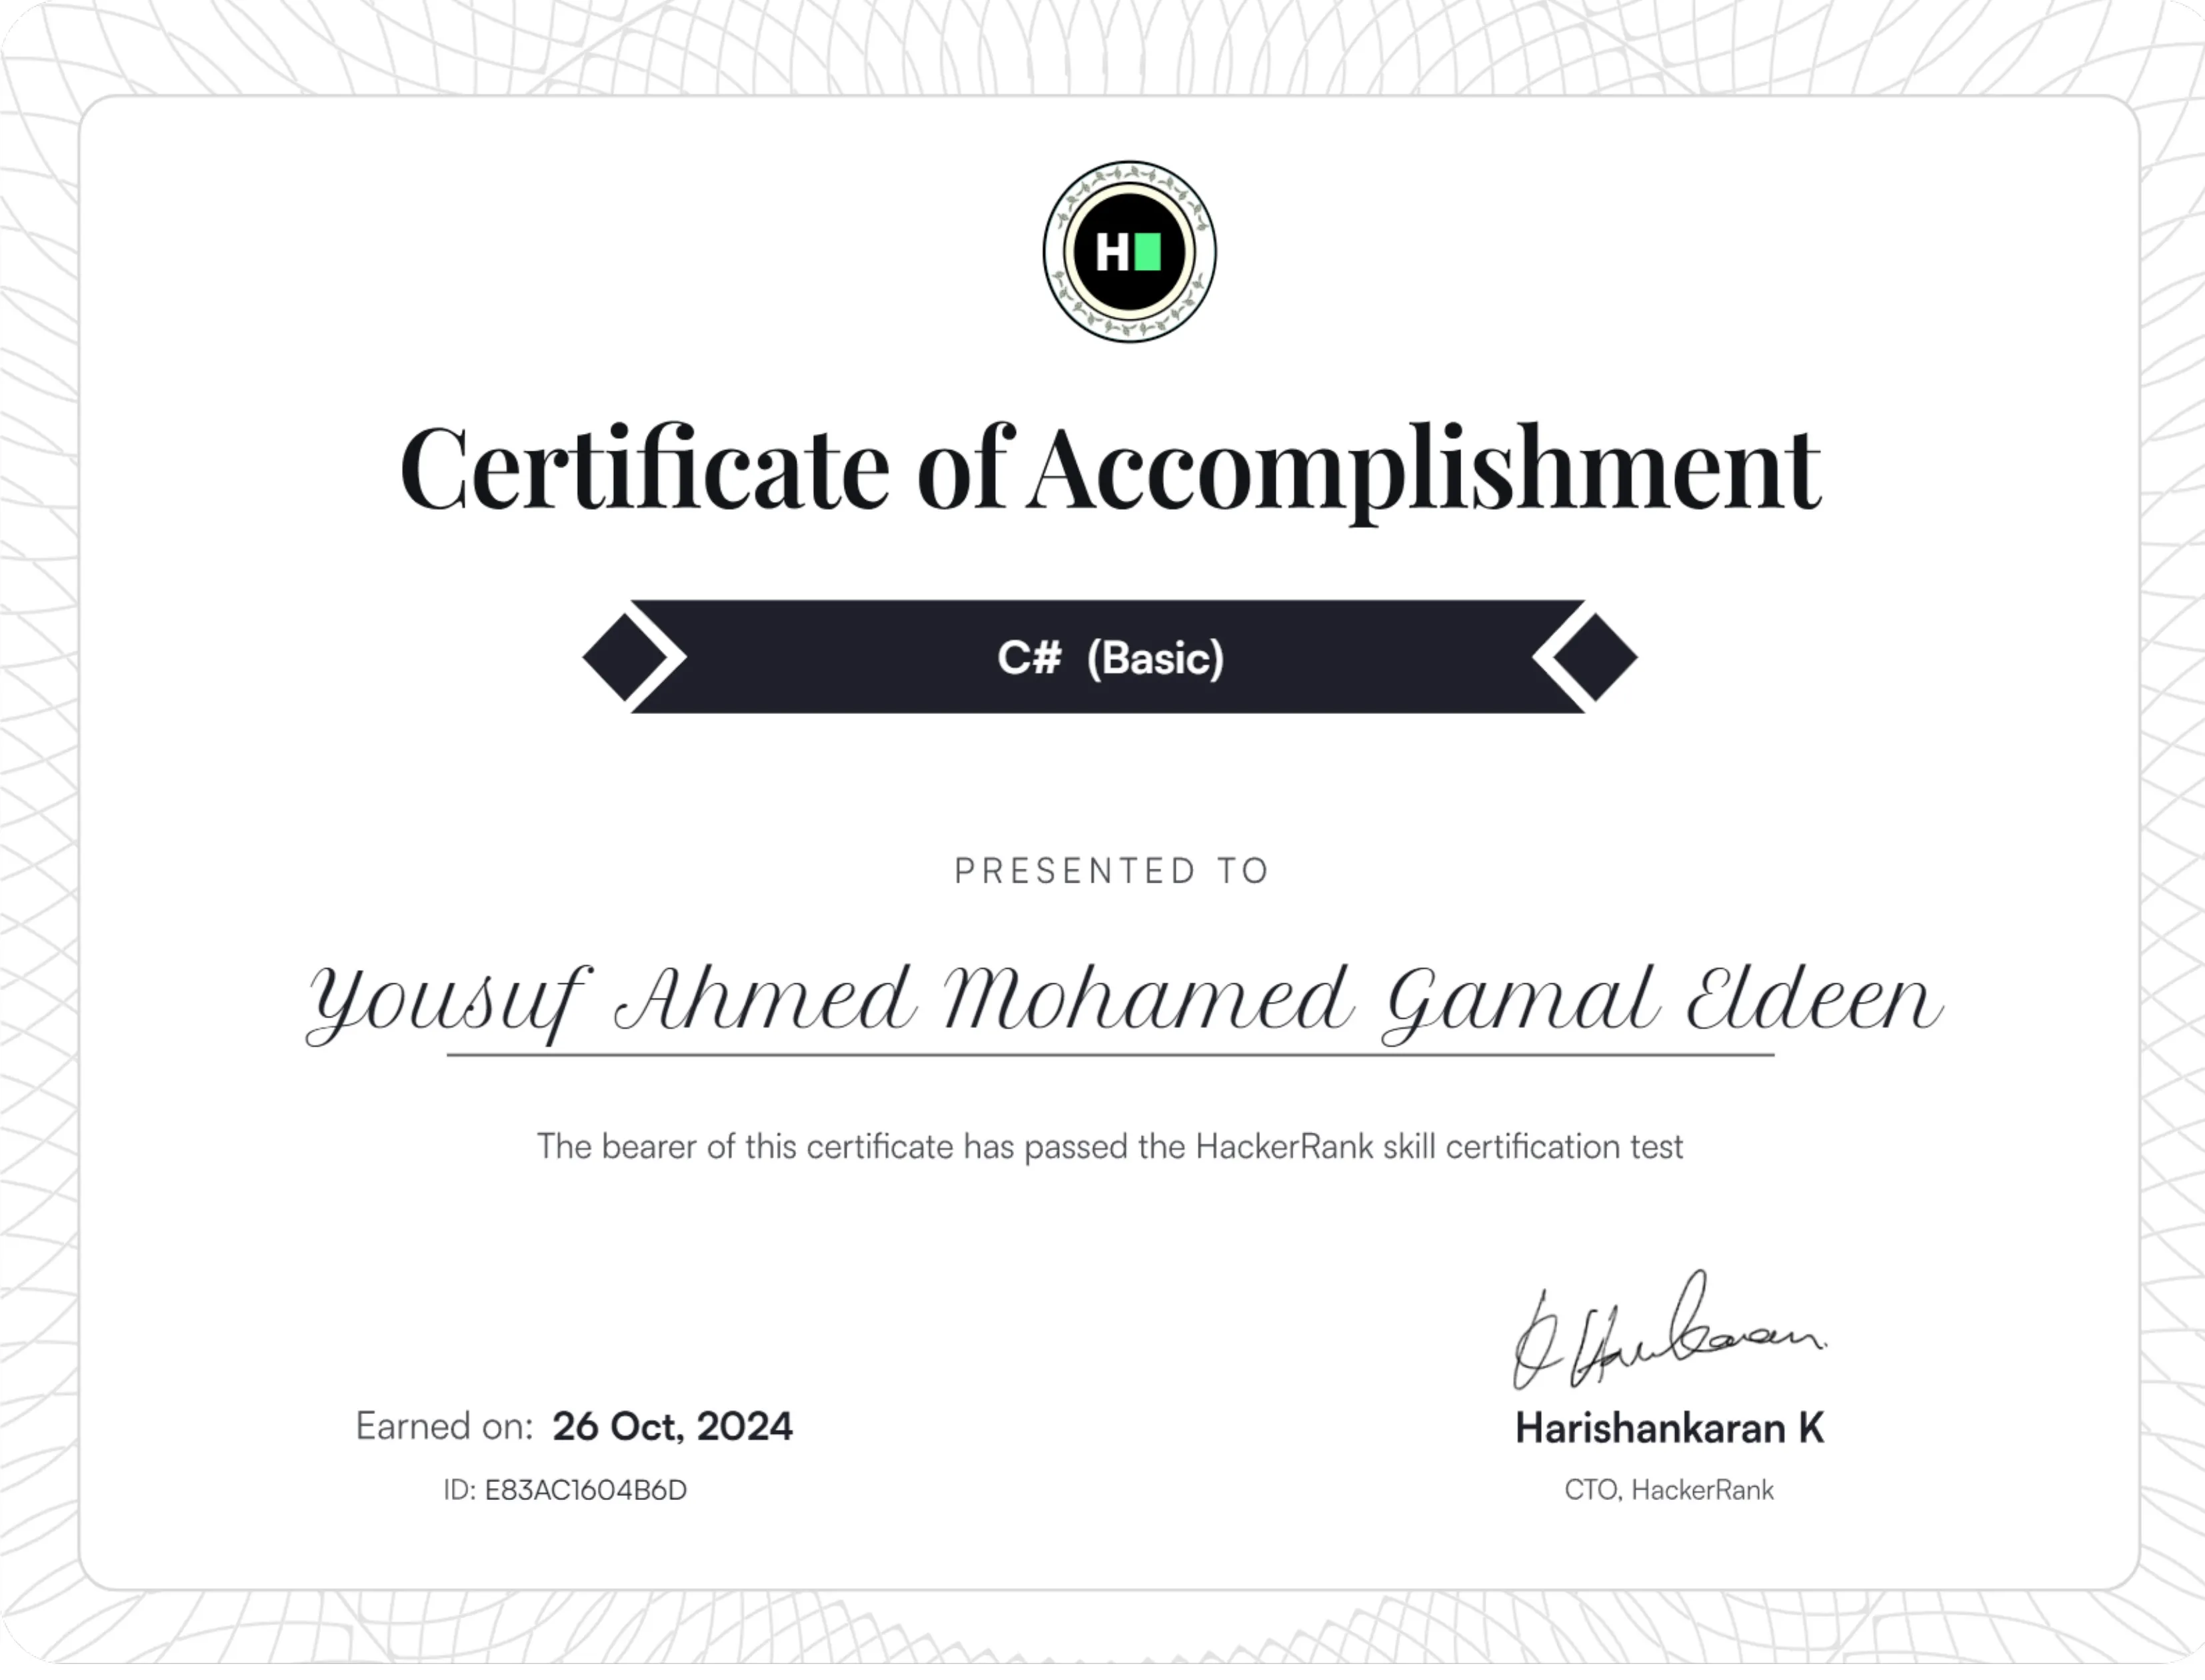 H
Certificate of Accomplishment
C# (Basic)
PRESENTED TO
Yousuf Ahmed Mohamed Gamal Eldeen
The bearer of this certificate has passed the HackerRank skill certification test
Earned on: 26 Oct, 2024
ID: E83AC1604B6D
Harishankaran K
CTO, HackerRank